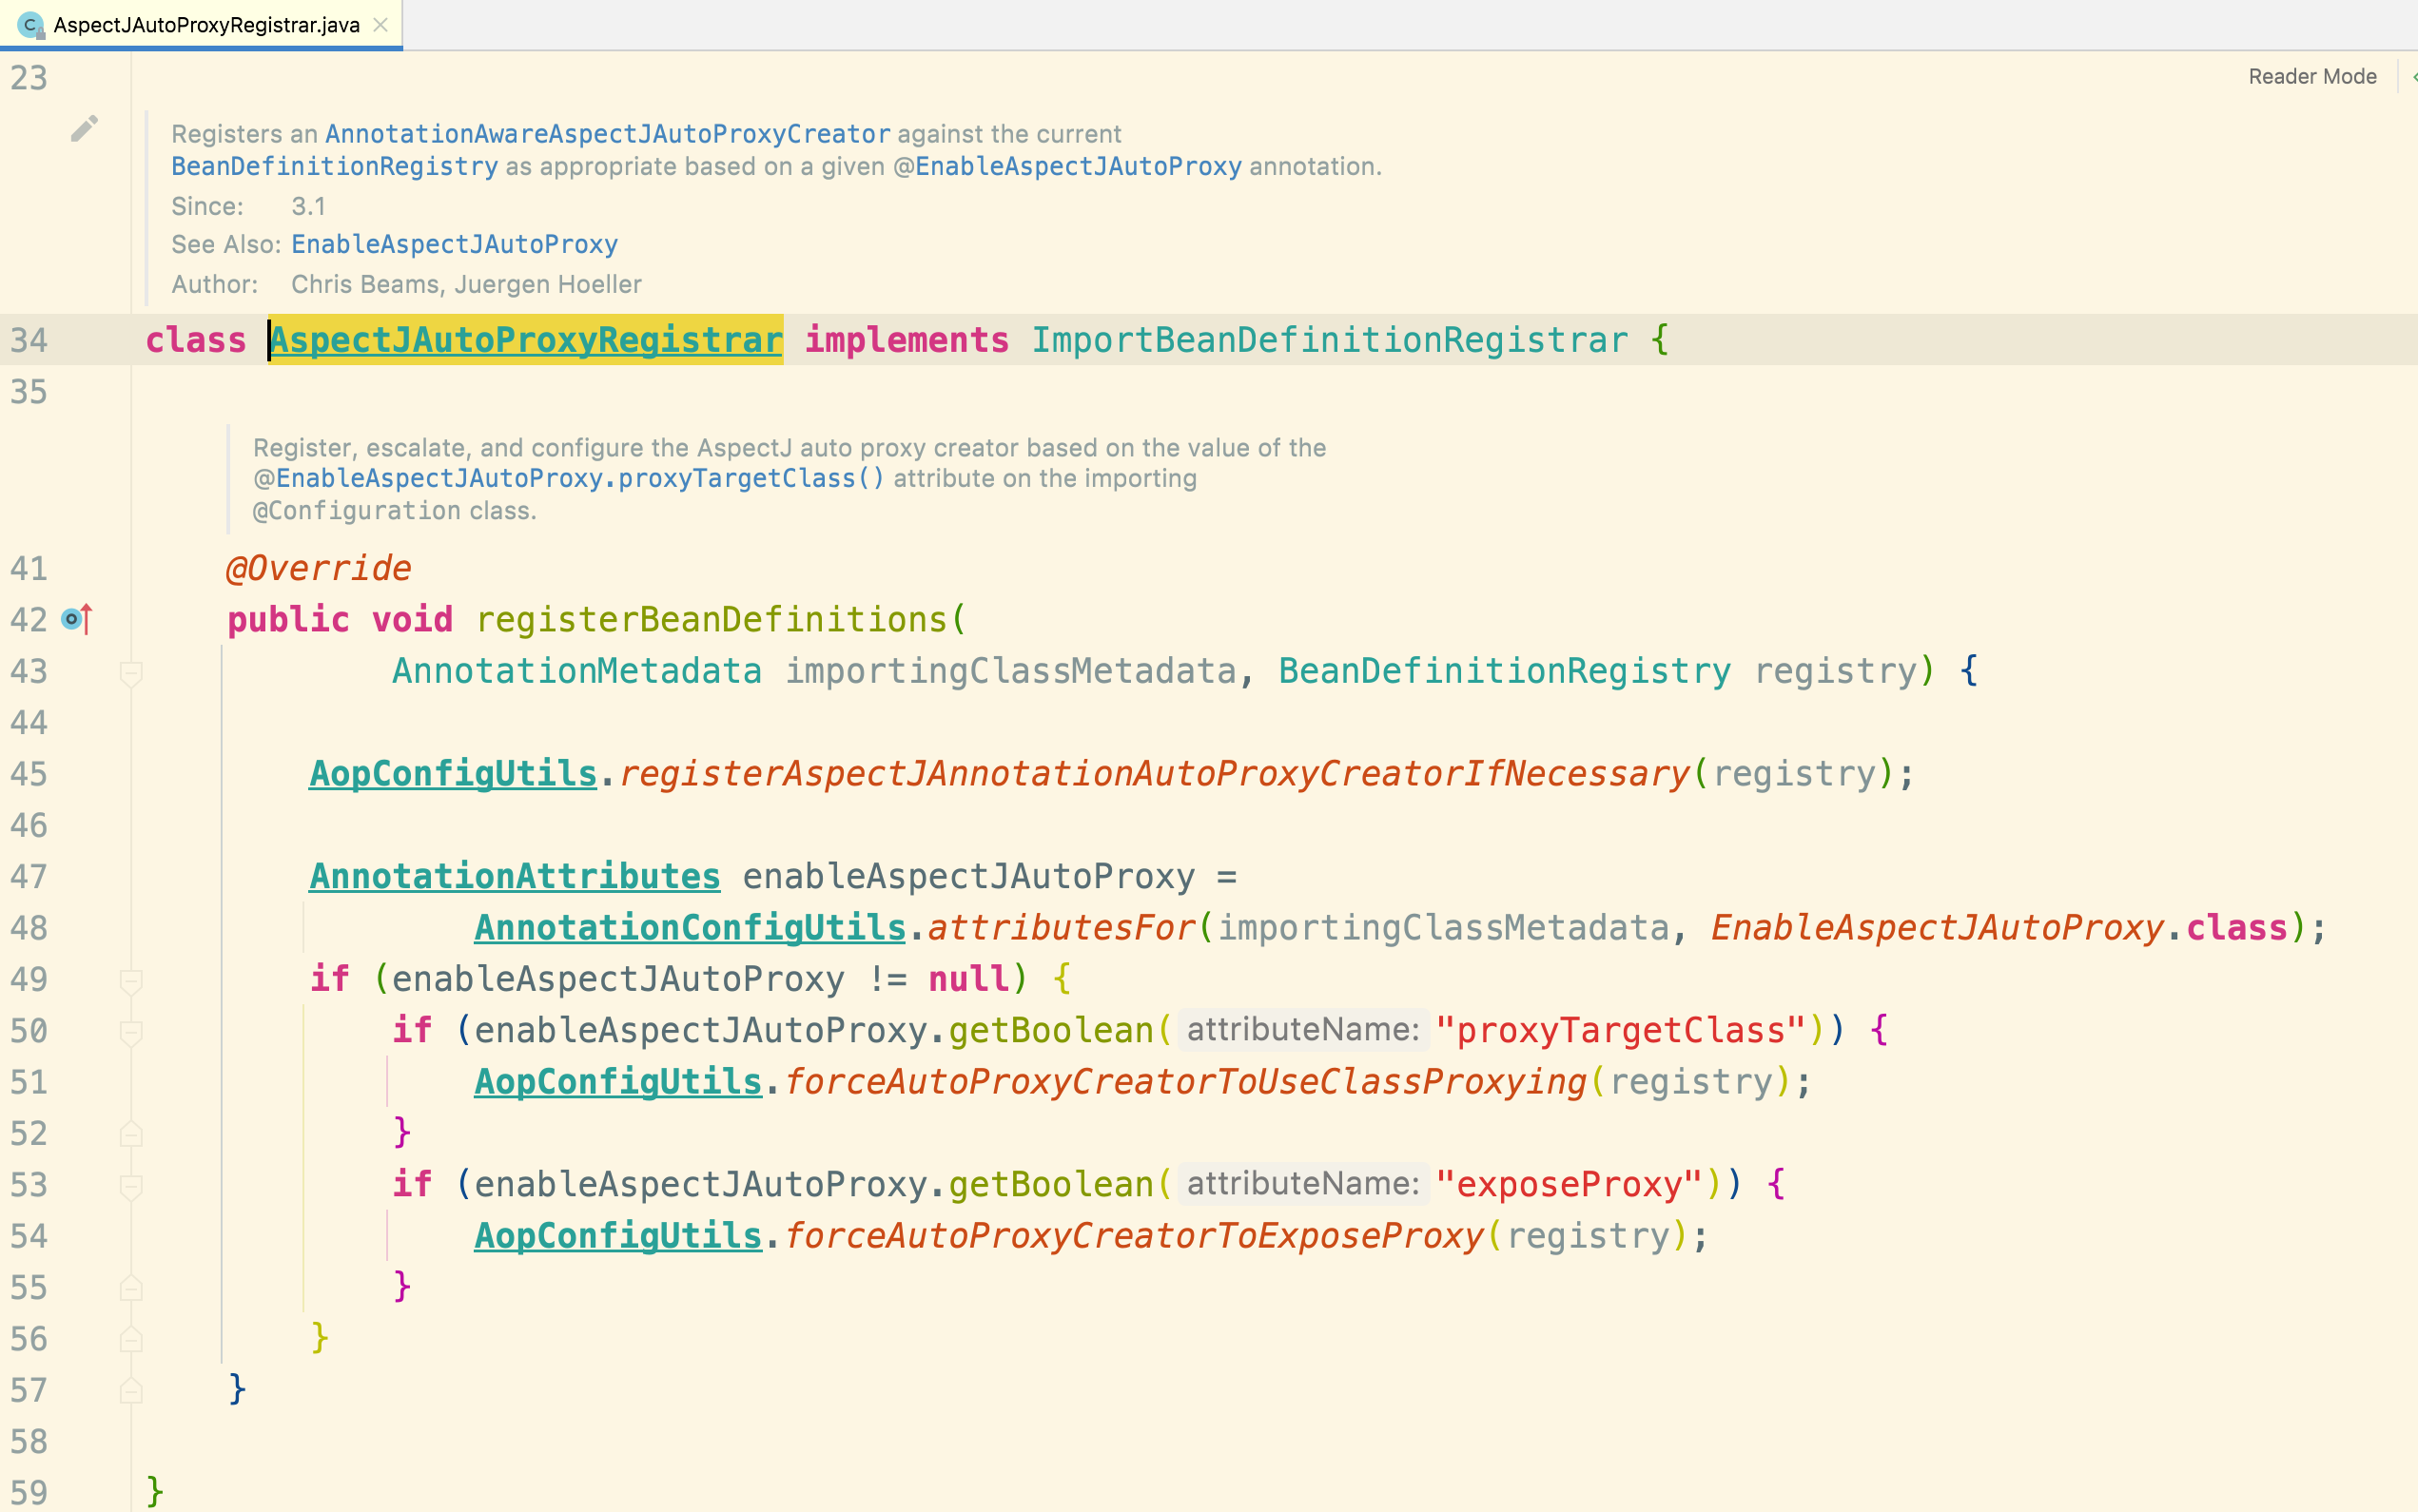 AspectJAutoProxyRegistrar.java
23
Reader Mode
Registers an AnnotationAwareAspectJAutoProxyCreator against the current
BeanDefinitionRegistry as appropriate based on a given @EnableAspectJAutoProxy annotation.
Since: 3.1
See Also: EnableAspectJAutoProxy
Author: Chris Beams, Juergen Hoeller
34 class AspectJAutoProxyRegistrar implements ImportBeanDefinitionRegistrar {
35
Register, escalate, and configure the AspectJ auto proxy creator based on the value of the
@EnableAspectJAutoProxy.proxyTargetClass() attribute on the importing
@Configuration class.
41 @Override
42 public void registerBeanDefinitions(
43 AnnotationMetadata importingClassMetadata, BeanDefinitionRegistry registry) {
44
45 AopConfigUtils.registerAspectJAnnotationAutoProxyCreatorIfNecessary(registry);
46
47 AnnotationAttributes enableAspectJAutoProxy =
48 AnnotationConfigUtils.attributesFor(importingClassMetadata, EnableAspectJAutoProxy.class);
49 if (enableAspectJAutoProxy != null) {
50 if (enableAspectJAutoProxy.getBoolean( attributeName: "proxyTargetClass")) {
51 AopConfigUtils.forceAutoProxyCreatorToUseClassProxying(registry);
52 }
53 if (enableAspectJAutoProxy.getBoolean( attributeName: "exposeProxy")) {
54 AopConfigUtils.forceAutoProxyCreatorToExposeProxy(registry);
55 }
56 }
57 }
58
59 }